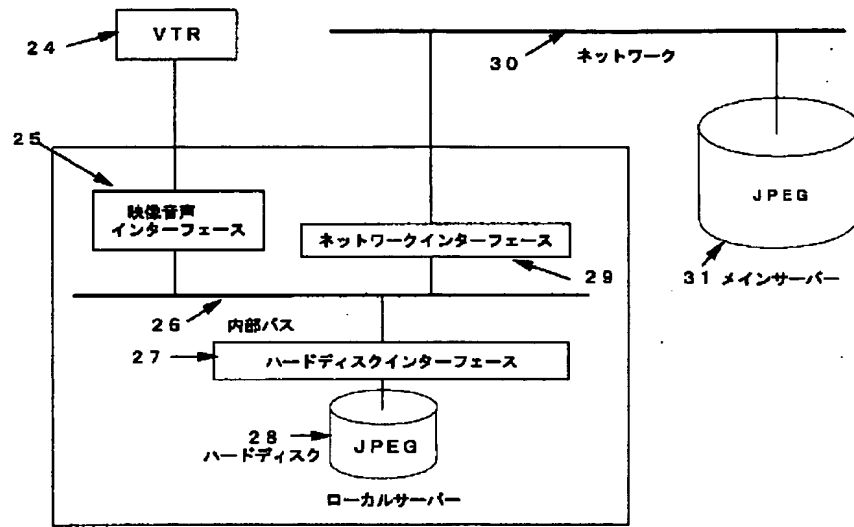 24
VTR
30
ネットワーク
25
映像音声
インターフェース
ネットワークインターフェース
JPEG
29
31 メインサーバー
26
内部バス
27
ハードディスクインターフェース
28
ハードディスク
JPEG
ローカルサーバー